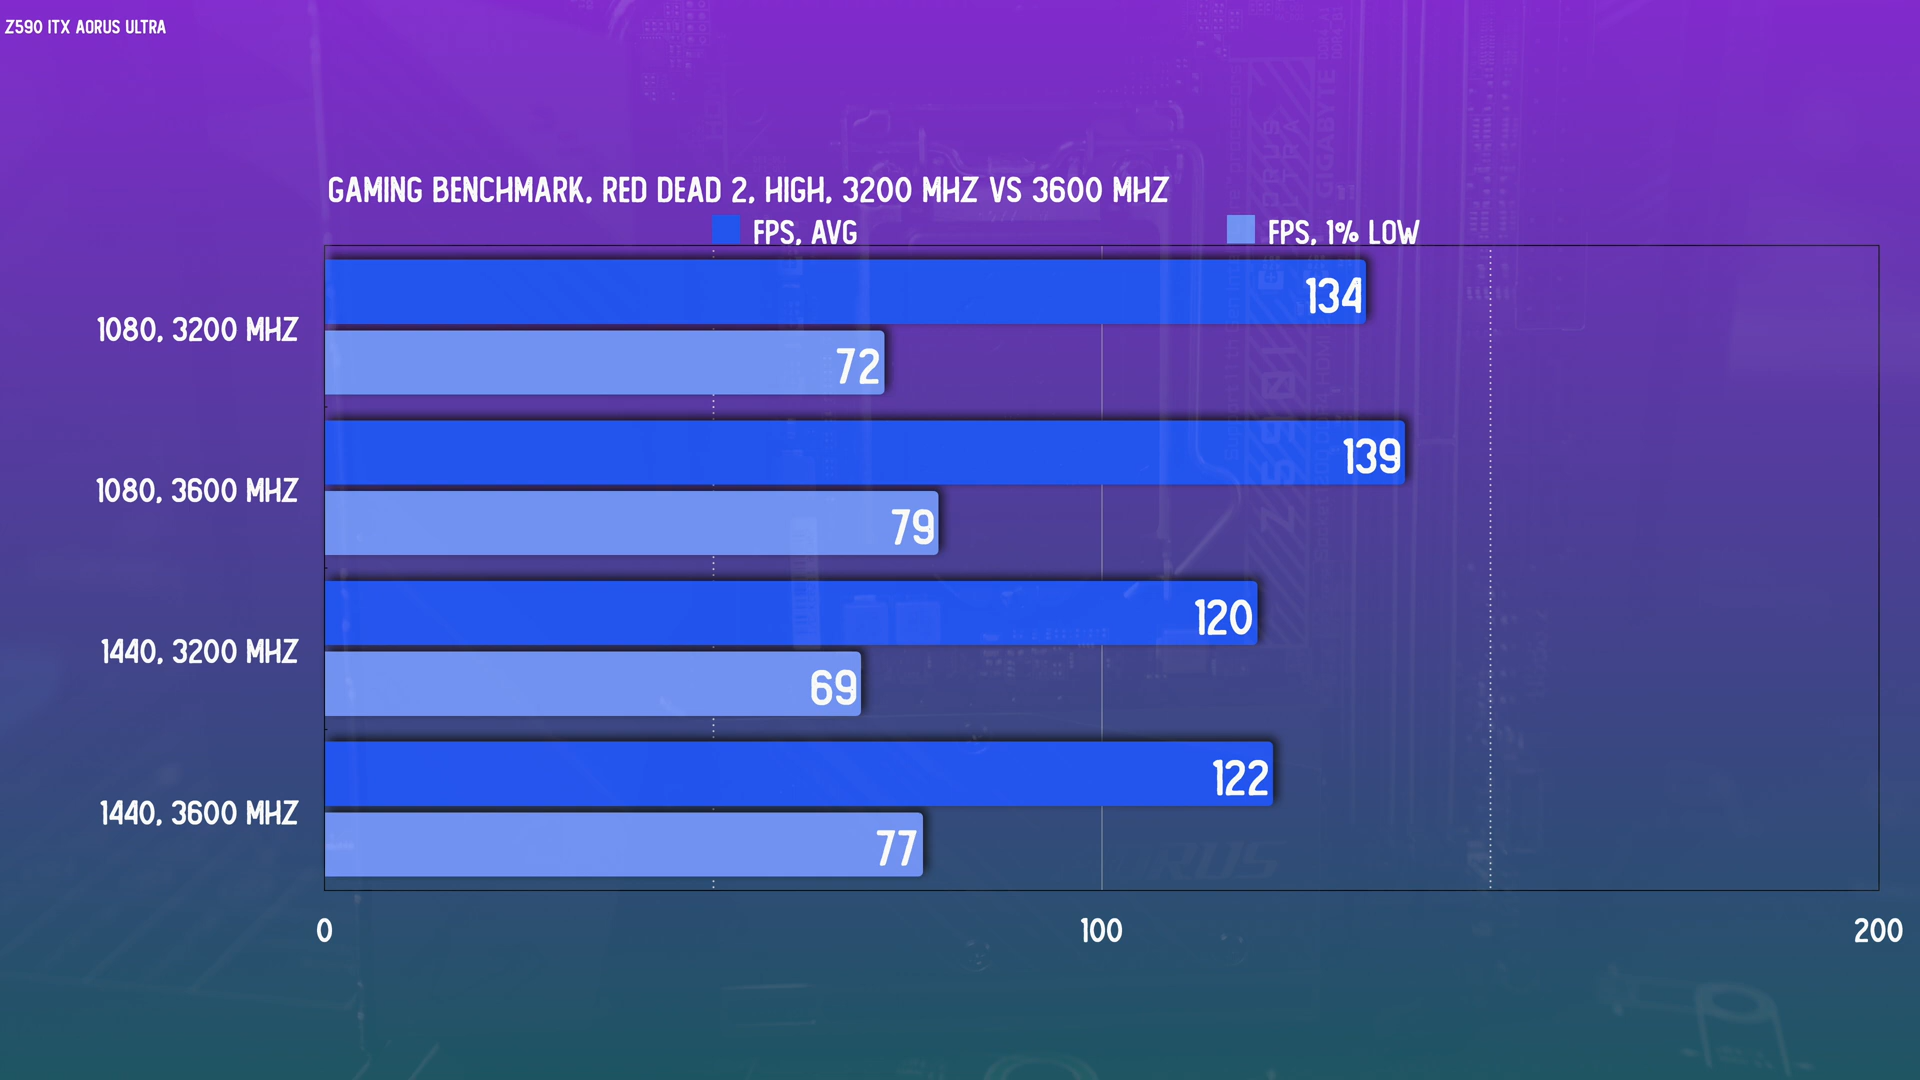 Z590 ITX AORUS ULTRA
GAMING BENCHMARK, RED DEAD 2, HIGH, 3200 MHZ VS 3600 MHZ
FPS, AVG
FPS, 1% LOW
134
1080, 3200 MHZ
72
139
1080, 3600 MHZ
79
120
1440, 3200 MHZ
69
122
1440, 3600 MHZ
77
AORUS
0
100
200
GIGABYTE